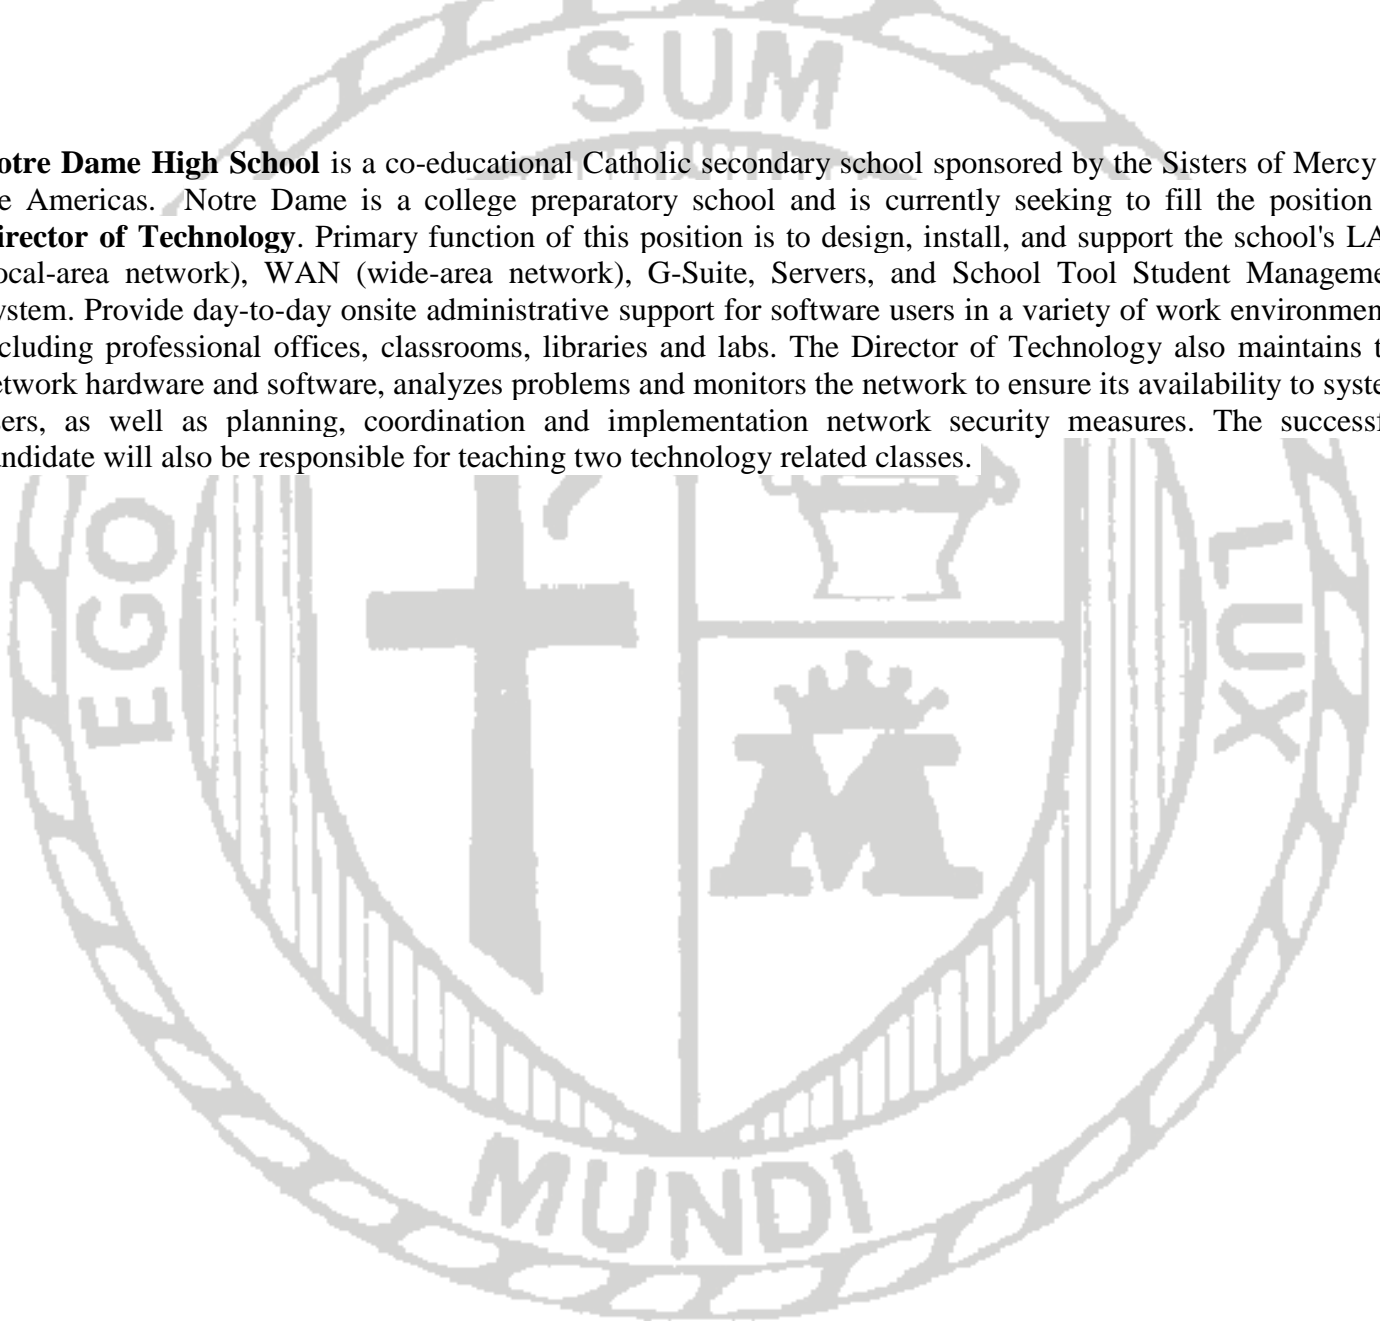 SUM
otre Dame High School is a co-educational Catholic secondary school sponsored by the Sisters of Mercy
e Americas. Notre Dame is a college preparatory school and is currently seeking to fill the position
irector of Technology. Primary function of this position is to design, install, and support the school's LA
ocal-area network), WAN (wide-area network), G-Suite, Servers, and School Tool Student Manageme
ystem. Provide day-to-day onsite administrative support for software users in a variety of work environmen
cluding professional offices, classrooms, libraries and labs. The Director of Technology also maintains t
etwork hardware and software, analyzes problems and monitors the network to ensure its availability to syste
ers, as well as planning, coordination and implementation network security measures. The successf
andidate will also be responsible for teaching two technology related classes.
EGO
LUX
M
MUNDI